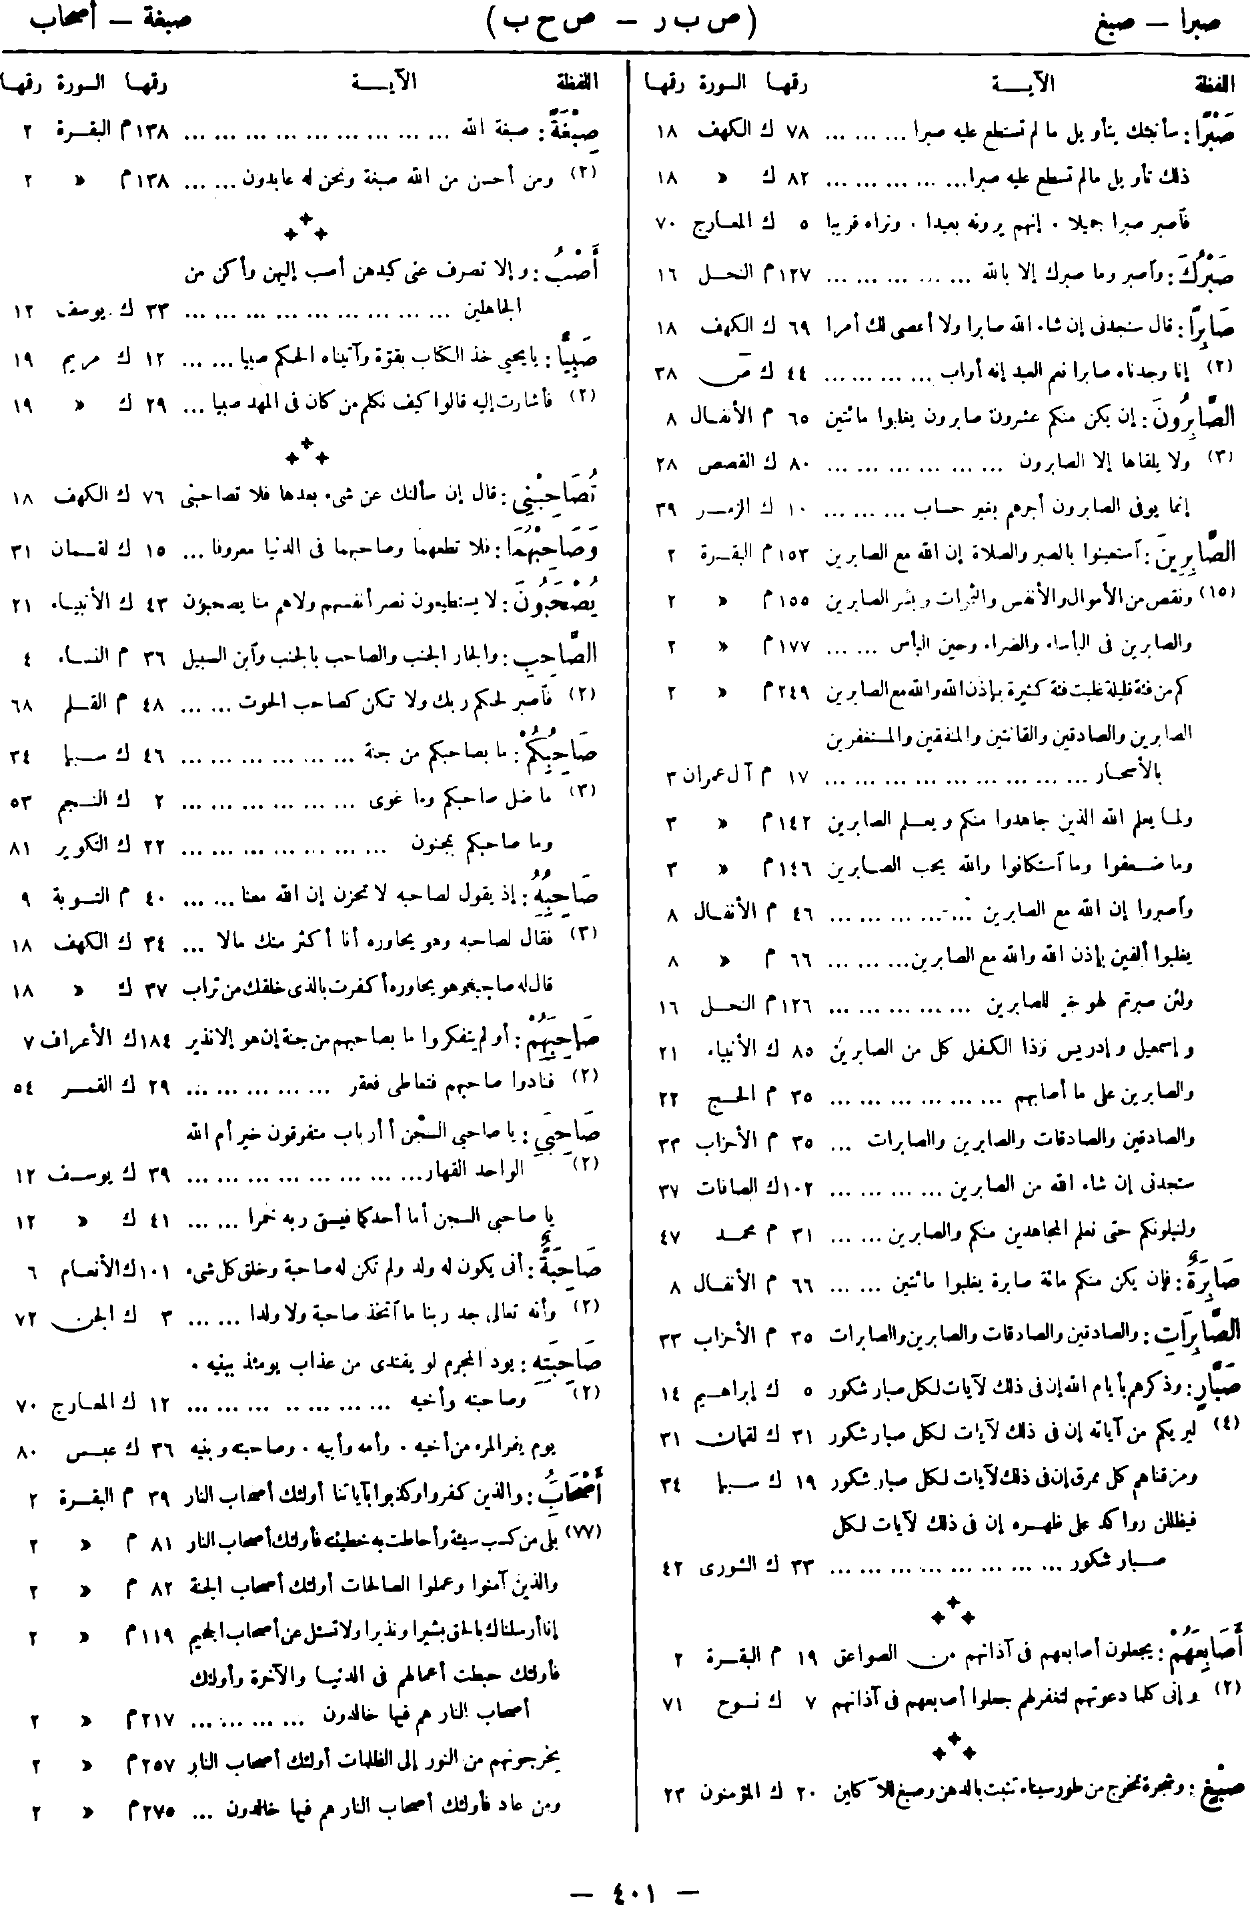 صبرا — صبغ (ص ب ر — ص ح ب) صبغة — أصحاب
اللفظة الآيـــة رقها السورة رقها
صَبْرًا : سأنبئك بتأويل ما لم تستطع عليه صبرا ... ... ... ٧٨ ك الكهف ١٨
ذلك تأويل مالم تسطع عليه صبرا... ... ... ... ... ٨٢ ك » ١٨
فآصبر صبرا جميلا . إنهم يرونه بعيدا . ونراه قريبا ٥ ك المعارج ٧٠
صَبْرُكَ : وآصبر وما صبرك إلا بالله ... ... ... ... ... ١٢٧ م النحل ١٦
صَابِرًا : قال ستجدنى إن شاء الله صابرا ولا أعصى لك أمرا ٦٩ ك الكهف ١٨
(٢) إنا وجدناه صابرا نعم العبد إنه أواب ... ... ... ... ٤٤ ك ص ٣٨
الصَّابِرُونَ : إن يكن منكم عشرون صابرون يغلبوا مائتين ٦٥ م الأنفال ٨
(٣) ولا يلقاها إلا الصابرون ... ... ... ... ... ... ٨٠ ك القصص ٢٨
إنما يوفى الصابرون أجرهم بغير حساب ... ... ... ١٠ ك الزمر ٣٩
الصَّابِرِينَ : آستعينوا بالصبر والصلاة إن الله مع الصابرين ١٥٣ م البقرة ٢
(١٥) ونقص من الأموال والأنفس والثمرات وبشر الصابرين ١٥٥ م » ٢
والصابرين فى البأساء والضراء وحين البأس ... ... ١٧٧ م » ٢
كم من فئة قليلة غلبت فئة كثيرة بإذن الله والله مع الصابرين ٢٤٩ م » ٢
الصابرين والصادقين والقانتين والمنفقين والمستغفرين
بالأسحار ... ... ... ... ... ... ... ... ... ... ١٧ م آل عمران ٣
ولما يعلم الله الذين جاهدوا منكم ويعلم الصابرين ١٤٢ م » ٣
وما ضعفوا وما آستكانوا والله يحب الصابرين ١٤٦ م » ٣
وآصبروا إن الله مع الصابرين ... ... ... ... ... ٤٦ م الأنفال ٨
يغلبوا ألفين بإذن الله والله مع الصابرين... ... ... ٦٦ م » ٨
ولئن صبرتم لهو خير للصابرين ... ... ... ... ... ١٢٦ م النحل ١٦
وإسمعيل وإدريس وذا الكفل كل من الصابرين ٨٥ ك الأنبياء ٢١
والصابرين على ما أصابهم ... ... ... ... ... ... ٣٥ م الحج ٢٢
والصادقين والصادقات والصابرين والصابرات ... ٣٥ م الأحزاب ٣٣
ستجدنى إن شاء الله من الصابرين ... ... ... ... ١٠٢ ك الصافات ٣٧
ولنبلونكم حتى نعلم المجاهدين منكم والصابرين ... ... ٣١ م محمد ٤٧
صَابِرَةٌ : فإن يكن منكم مائة صابرة يغلبوا مائتين ... ... ٦٦ م الأنفال ٨
الصَّابِرَاتِ : والصادقين والصادقات والصابرين والصابرات ٣٥ م الأحزاب ٣٣
صَبَّارٍ : وذكرهم بأيام الله إن فى ذلك لآيات لكل صبار شكور ٥ ك إبراهيم ١٤
(٤) ليريكم من آياته إن فى ذلك لآيات لكل صبار شكور ٣١ ك لقمان ٣١
ومزقناهم كل ممزق إن فى ذلك لآيات لكل صبار شكور ١٩ ك سبإ ٣٤
فيظللن رواكد على ظهره إن فى ذلك لآيات لكل
صبار شكور ... ... ... ... ... ... ... ... ... ٣٣ ك الشورى ٤٢
أَصَابِعَهُمْ : يجعلون أصابعهم فى آذانهم من الصواعق ١٩ م البقرة ٢
(٢) وإنى كلما دعوتهم لتغفر لهم جعلوا أصابعهم فى آذانهم ٧ ك نوح ٧١
صِبْغٍ : وشجرة تخرج من طور سيناء تنبت بالدهن وصبغ للآكلين ٢٠ ك المؤمنون ٢٣
اللفظة الآيـــة رقها السورة رقها
صِبْغَةَ : صبغة الله ... ... ... ... ... ... ... ... ... ١٣٨ م البقرة ٢
(٢) ومن أحسن من الله صبغة ونحن له عابدون ... ... ١٣٨ م » ٢
أَصْبُ : وإلا تصرف عنى كيدهن أصب إليهن وأكن من
الجاهلين ... ... ... ... ... ... ... ... ... ... ٣٣ ك يوسف ١٢
صَبِيًّا : يا يحيى خذ الكتاب بقوّة وآتيناه الحكم صبيا ... ... ١٢ ك مريم ١٩
(٢) فأشارت إليه قالوا كيف نكلم من كان فى المهد صبيا ... ٢٩ ك » ١٩
تُصَاحِبْنِي : قال إن سألتك عن شىء بعدها فلا تصاحبنى ٧٦ ك الكهف ١٨
وَصَاحِبْهُمَا : فلا تطعهما وصاحبهما فى الدنيا معروفا ... ١٥ ك لقمان ٣١
يُصْحَبُونَ : لا يستطيعون نصر أنفسهم ولا هم منا يصحبون ٤٣ ك الأنبياء ٢١
الصَّاحِبِ : والجار الجنب والصاحب بالجنب وآبن السبيل ٣٦ م النساء ٤
(٢) فآصبر لحكم ربك ولا تكن كصاحب الحوت ... ... ٤٨ م القلم ٦٨
صَاحِبِكُمْ : ما بصاحبكم من جنة ... ... ... ... ... ... ٤٦ ك سبإ ٣٤
(٣) ما ضل صاحبكم وما غوى ... ... ... ... ... ... ٢ ك النجم ٥٣
وما صاحبكم بمجنون ... ... ... ... ... ... ... ٢٢ ك التكوير ٨١
صَاحِبِهِ : إذ يقول لصاحبه لا تحزن إن الله معنا ... ... ٤٠ م التوبة ٩
(٣) فقال لصاحبه وهو يحاوره أنا أكثر منك مالا ... ٣٤ ك الكهف ١٨
قال له صاحبه وهو يحاوره أكفرت بالذى خلقك من تراب ٣٧ ك » ١٨
صَاحِبِهِمْ : أولم يتفكروا ما بصاحبهم من جنة إن هو إلا نذير ١٨٤ ك الأعراف ٧
(٢) فنادوا صاحبهم فتعاطى فعقر ... ... ... ... ... ٢٩ ك القمر ٥٤
صَاحِبَيِ : يا صاحبى السجن أأرباب متفرقون خير أم الله
(٢) الواحد القهار... ... ... ... ... ... ... ... ٣٩ ك يوسف ١٢
يا صاحبى السجن أما أحدكما فيسقى ربه خمرا ... ... ٤١ ك » ١٢
صَاحِبَةٌ : أنى يكون له ولد ولم تكن له صاحبة وخلق كل شىء ١٠١ ك الأنعام ٦
(٢) وأنه تعالى جد ربنا ما آتخذ صاحبة ولا ولدا ... ... ٣ ك الجن ٧٢
صَاحِبَتِهِ : يود المجرم لو يفتدى من عذاب يومئذ ببنيه .
(٢) وصاحبته وأخيه ... ... ... ... ... ... ... ١٢ ك المعارج ٧٠
يوم يفر المرء من أخيه . وأمه وأبيه . وصاحبته وبنيه ٣٦ ك عبس ٨٠
أَصْحَابُ : والذين كفروا وكذبوا بآياتنا أولئك أصحاب النار ٣٩ م البقرة ٢
(٧٧) بلى من كسب سيئة وأحاطت به خطيئته فأولئك أصحاب النار ٨١ م » ٢
والذين آمنوا وعملوا الصالحات أولئك أصحاب الجنة ٨٢ م » ٢
إنا أرسلناك بالحق بشيرا ونذيرا ولا تسئل عن أصحاب الجحيم ١١٩ م » ٢
فأولئك حبطت أعمالهم فى الدنيا والآخرة وأولئك
أصحاب النار هم فيها خالدون ... ... ... ... ٢١٧ م » ٢
يخرجونهم من النور إلى الظلمات أولئك أصحاب النار ٢٥٧ م » ٢
ومن عاد فأولئك أصحاب النار هم فيها خالدون ... ٢٧٥ م » ٢
— ٤٠١ —